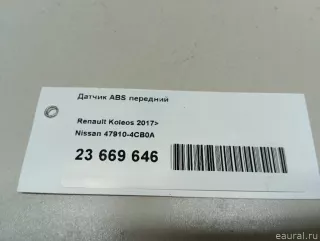 Датчик ABS передний
Renault Koleos 2017>
Nissan 47910-4CB0A
23 669 646
eaural.ru